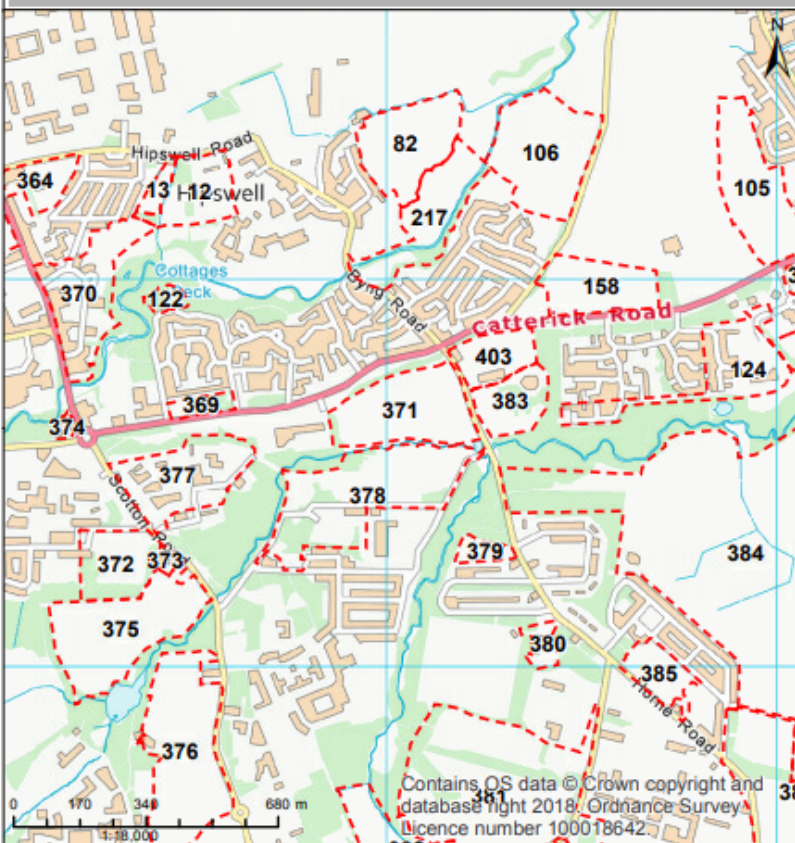 N
82
106
Hipswell Road
364
13
12
Hipswell
105
217
Cottages
Beck
370
122
Byng Road
158
Catterick Road
403
124
369
371
383
374
377
Scotton Road
378
372
373
379
384
375
380
385
Horne Road
376
381
Contains OS data © Crown copyright and
database right 2018. Ordnance Survey
Licence number 100018642.
0 170 340 680 m
1:18,000